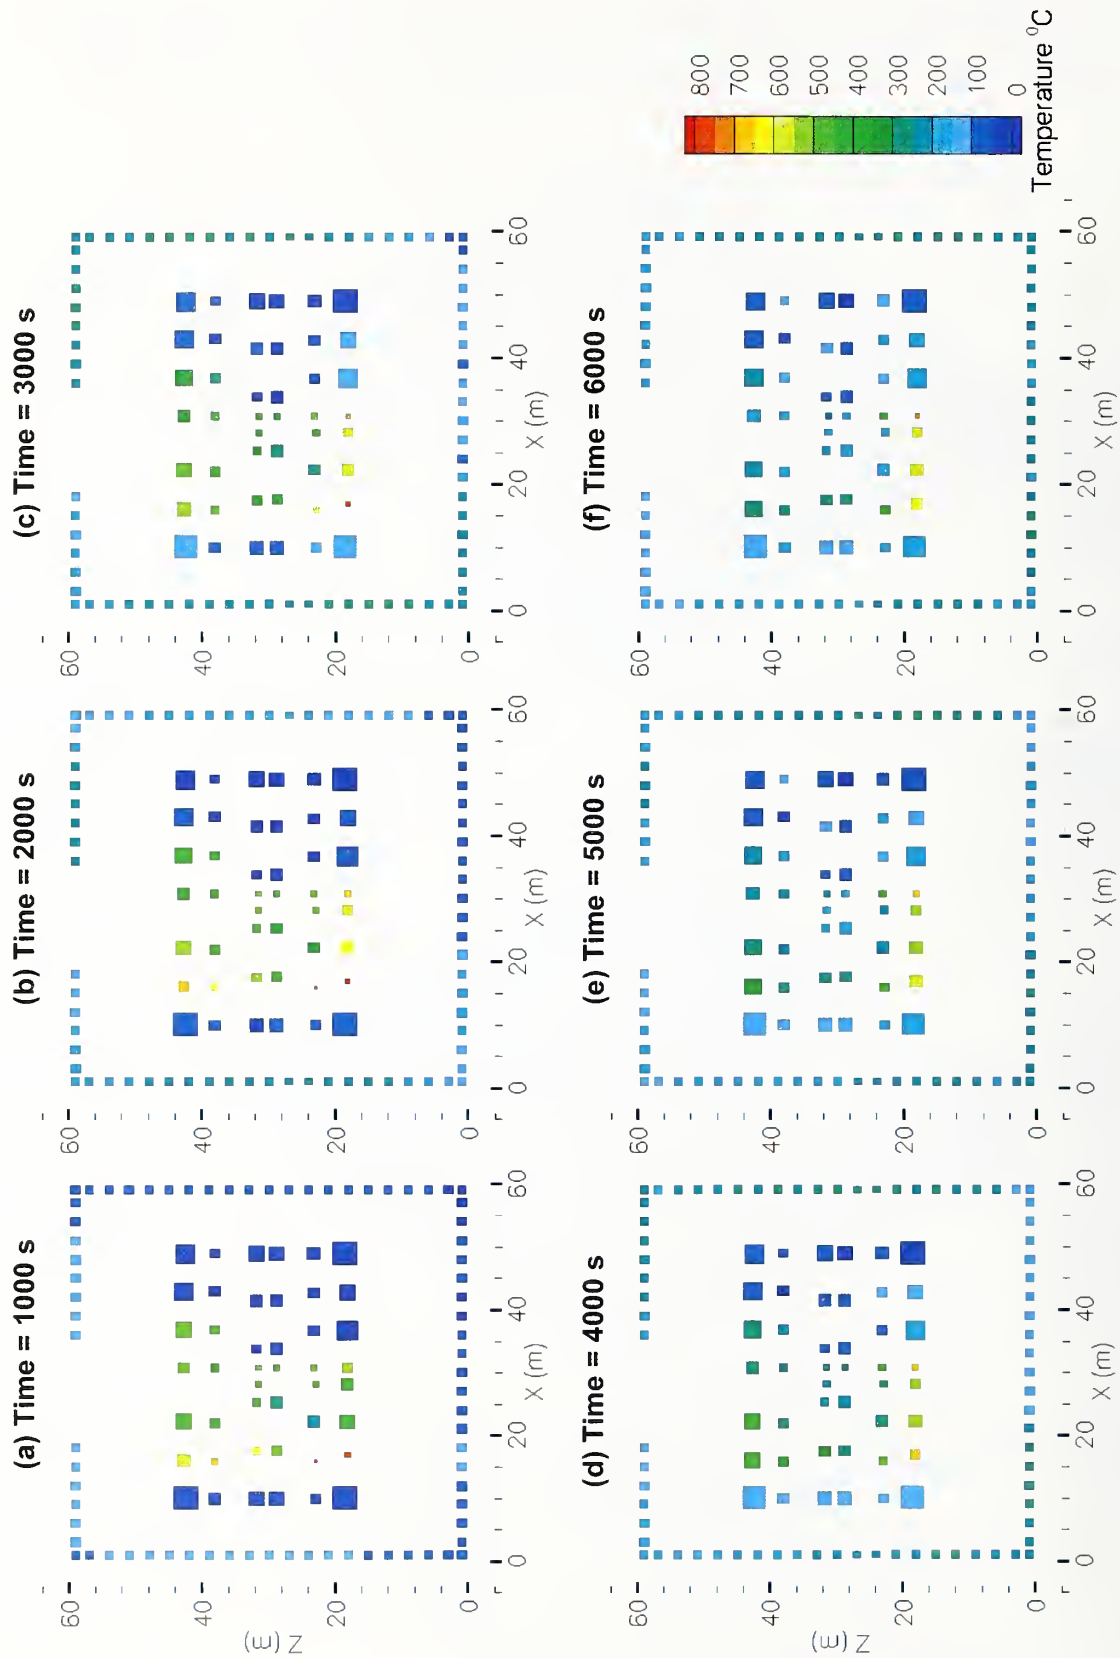 (a) Time = 1000 s
Z (m)
60
40
20
0
0 20 40 60
X (m)
(b) Time = 2000 s
60
40
20
0
0 20 40 60
X (m)
(c) Time = 3000 s
60
40
20
0
0 20 40 60
X (m)
(d) Time = 4000 s
Z (m)
60
40
20
0
0 20 40 60
X (m)
(e) Time = 5000 s
60
40
20
0
0 20 40 60
X (m)
(f) Time = 6000 s
60
40
20
0
0 20 40 60
X (m)
800
700
600
500
400
300
200
100
0
Temperature ⁰C